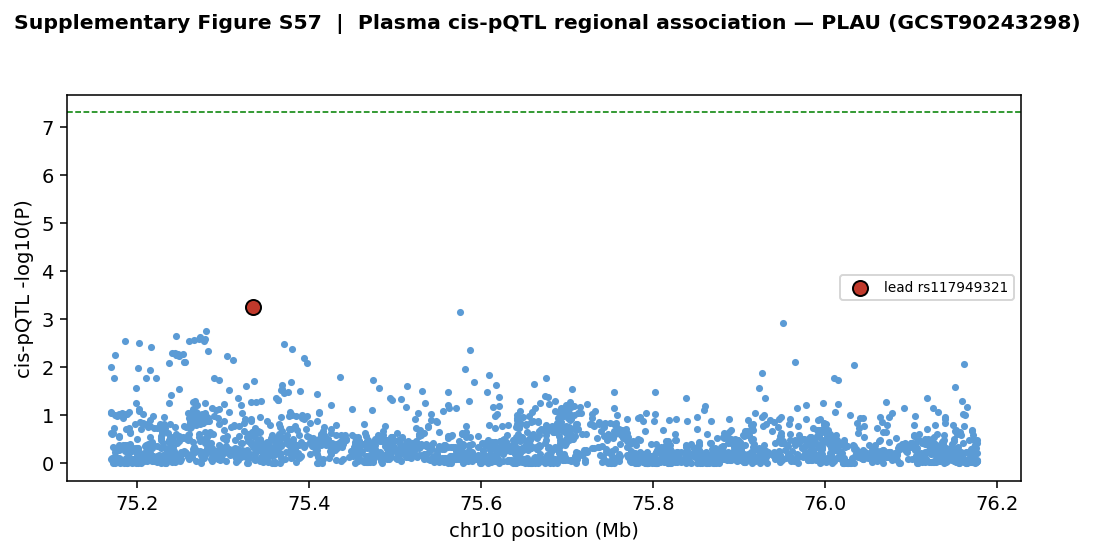 Supplementary Figure S57 | Plasma cis-pQTL regional association — PLAU (GCST90243298)
cis-pQTL -log10(P)
7
6
5
4
3
2
1
0
lead rs117949321
75.2 75.4 75.6 75.8 76.0 76.2
chr10 position (Mb)